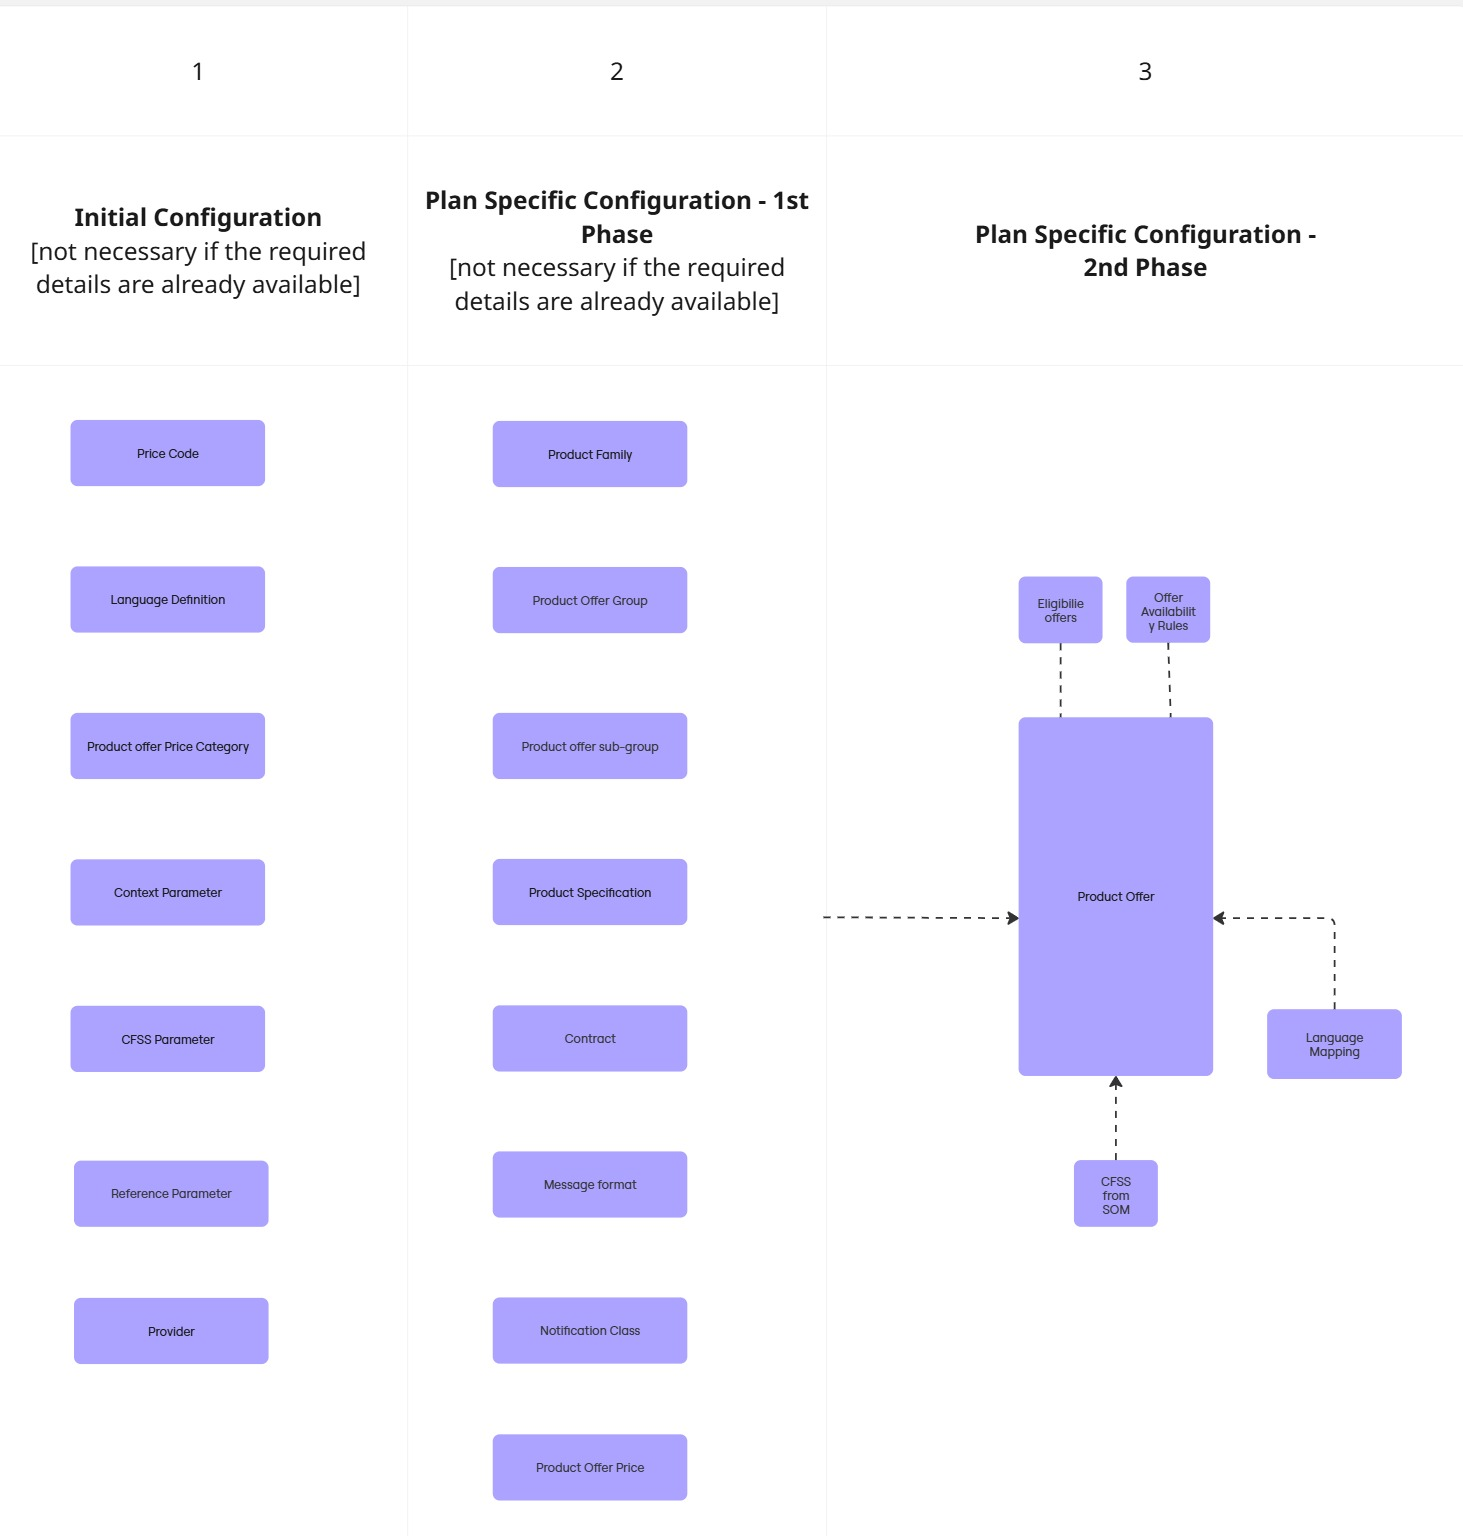 1
2
3
Initial Configuration
[not necessary if the required
details are already available]
Plan Specific Configuration - 1st
Phase
[not necessary if the required
details are already available]
Plan Specific Configuration -
2nd Phase
Price Code
Language Definition
Product offer Price Category
Context Parameter
CFSS Parameter
Reference Parameter
Provider
Product Family
Product Offer Group
Product offer sub-group
Product Specification
Contract
Message format
Notification Class
Product Offer Price
Eligibilie
offers
Offer
Availabilit
y Rules
Product Offer
Language
Mapping
CFSS
from
SOM